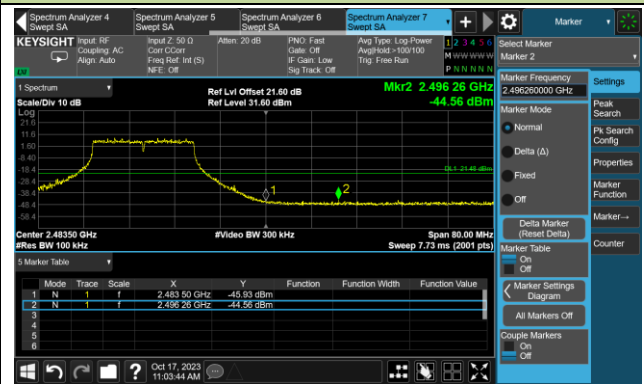 Spectrum Analyzer 4
Swept SA
Spectrum Analyzer 5
Swept SA
Spectrum Analyzer 6
Swept SA
Spectrum Analyzer 7
Swept SA
Marker
KEYSIGHT
Input: RF
Coupling: AC
Align: Auto
Input Z: 50 Ω
Corr CCorr
Freq Ref: Int (S)
NFE: Off
Atten: 20 dB
PNO: Fast
Gate: Off
IF Gain: Low
Sig Track: Off
Avg Type: Log-Power
Avg|Hold:>100/100
Trig: Free Run
1 2 3 4 5 6
M W W W W W
P N N N N N
LXI
Select Marker
Marker 2
1 Spectrum
Scale/Div 10 dB
Log
Ref Lvl Offset 21.60 dB
Ref Level 31.60 dBm
Mkr2 2.496 26 GHz
-44.56 dBm
21.6
11.6
1.60
-8.40
-18.4
-28.4
-38.4
-48.4
-58.4
DL1 -21.48 dBm
1
2
Center 2.48350 GHz
#Res BW 100 kHz
#Video BW 300 kHz
Span 80.00 MHz
Sweep 7.73 ms (2001 pts)
5 Marker Table
Mode Trace Scale X Y Function Function Width Function Value
1 N 1 f 2.483 50 GHz -45.93 dBm
2 N 1 f 2.496 26 GHz -44.56 dBm
3
4
5
6
Marker Frequency
2.496260000 GHz
Marker Mode
Normal
Delta (Δ)
Fixed
Off
Delta Marker
(Reset Delta)
Marker Table
On
Off
Marker Settings
Diagram
All Markers Off
Couple Markers
On
Off
Settings
Peak
Search
Pk Search
Config
Properties
Marker
Function
Marker→
Counter
Oct 17, 2023
11:03:44 AM